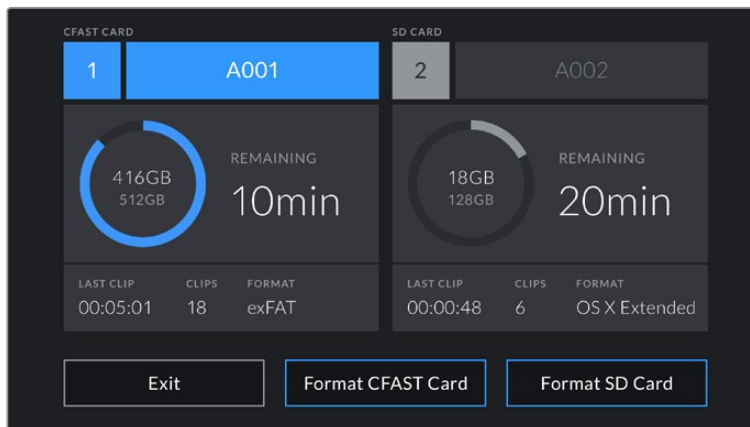 CFAST CARD
1
A001
416GB
512GB
REMAINING
10min
LAST CLIP
CLIPS
FORMAT
00:05:01
18
exFAT
SD CARD
2
A002
18GB
128GB
REMAINING
20min
LAST CLIP
CLIPS
FORMAT
00:00:48
6
OS X Extended
Exit
Format CFAST Card
Format SD Card